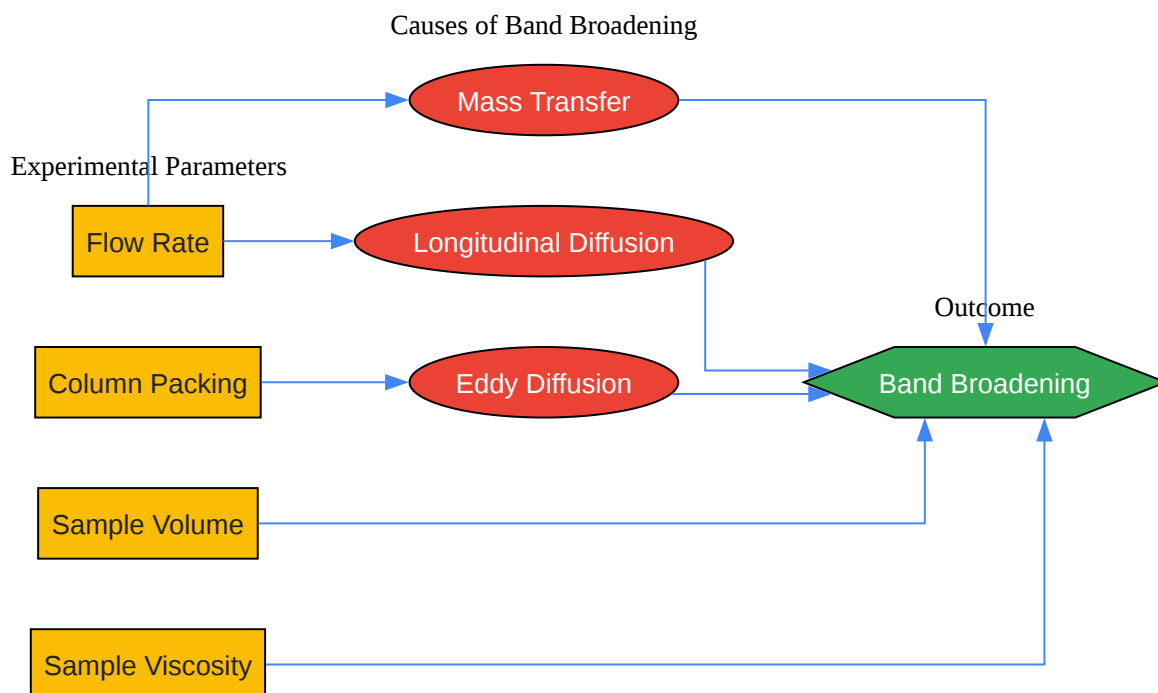 Causes of Band Broadening
Mass Transfer
Experimental Parameters
Flow Rate
Longitudinal Diffusion
Outcome
Column Packing
Eddy Diffusion
Band Broadening
Sample Volume
Sample Viscosity